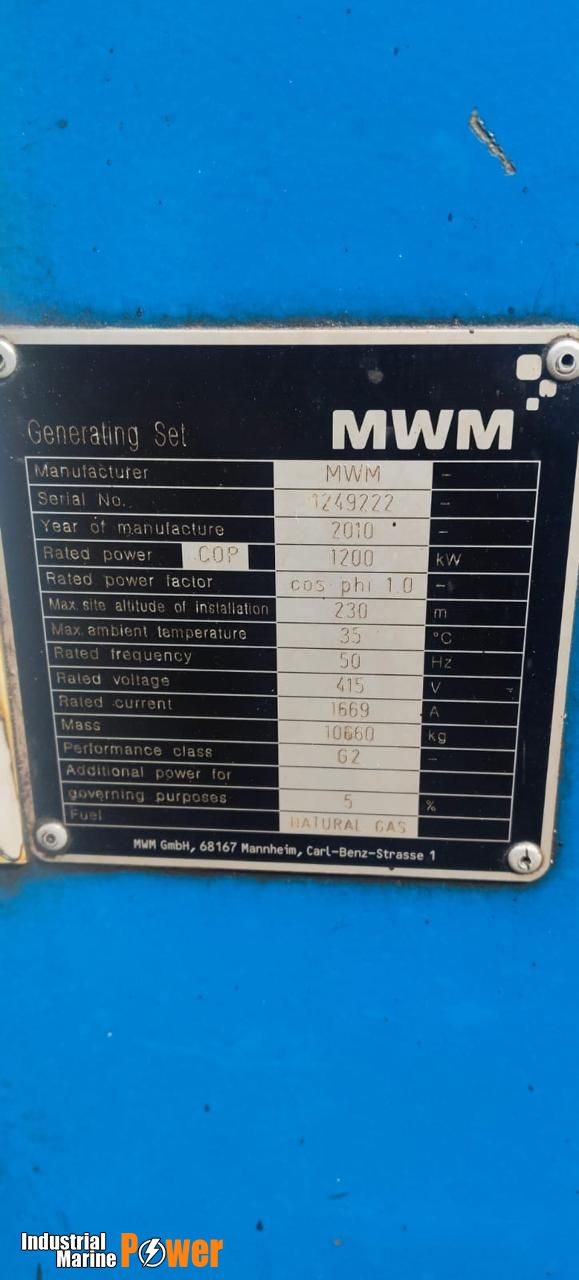 Generating Set MWM
Manufacturer MWM -
Serial No. 1249222 -
Year of manufacture 2010 -
Rated power COP 1200 kW
Rated power factor cos phi 1.0 -
Max. site altitude of installation 230 m
Max. ambient temperature 35 °C
Rated frequency 50 Hz
Rated voltage 415 V
Rated current 1669 A
Mass 10660 kg
Performance class G2 -
Additional power for
governing purposes 5 %
Fuel NATURAL GAS
MWM GmbH, 68167 Mannheim, Carl-Benz-Strasse 1
Industrial
Marine Power